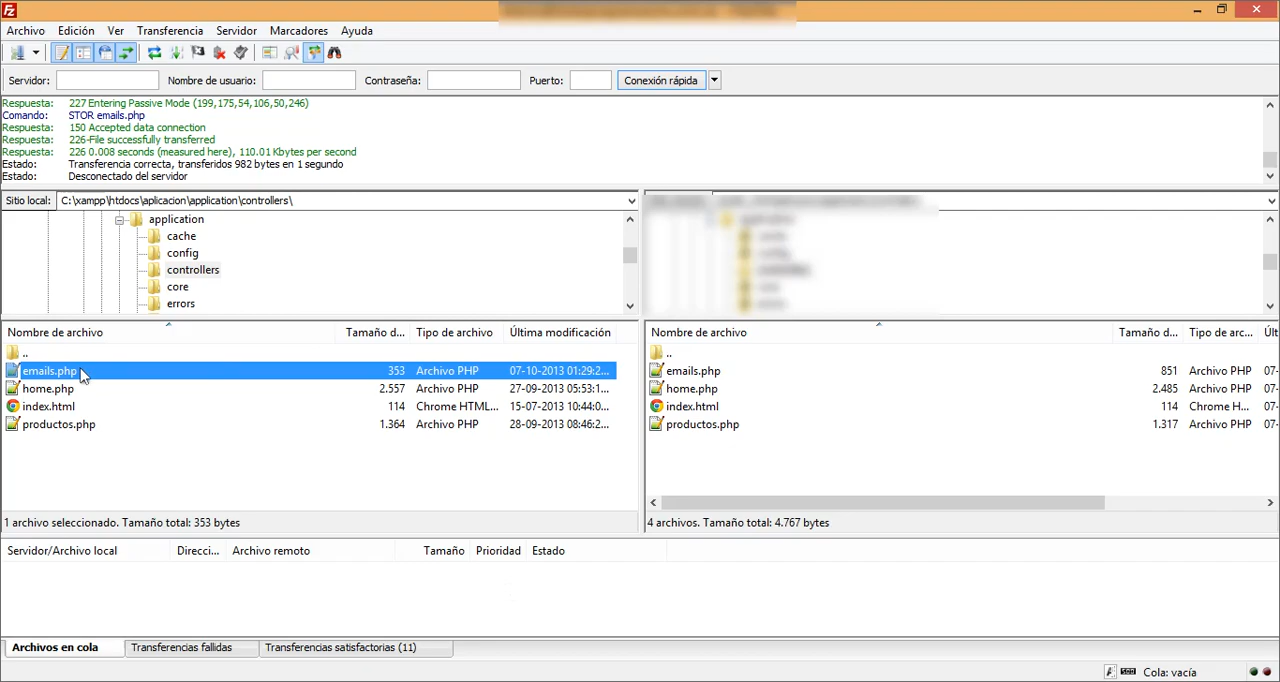 Archivo Edición Ver Transferencia Servidor Marcadores Ayuda
Servidor: Nombre de usuario: Contraseña: Puerto: Conexión rápida
Respuesta: 227 Entering Passive Mode (199,175,54,106,50,246)
Comando: STOR emails.php
Respuesta: 150 Accepted data connection
Respuesta: 226-File successfully transferred
Respuesta: 226 0.008 seconds (measured here), 110.01 Kbytes per second
Estado: Transferencia correcta, transferidos 982 bytes en 1 segundo
Estado: Desconectado del servidor
Sitio local: C:\xampp\htdocs\aplicacion\application\controllers\
application
cache
config
controllers
core
errors
Nombre de archivo Tamaño d... Tipo de archivo Última modificación
..
emails.php 353 Archivo PHP 07-10-2013 01:29:2...
home.php 2.557 Archivo PHP 27-09-2013 05:53:1...
index.html 114 Chrome HTML... 15-07-2013 10:44:0...
productos.php 1.364 Archivo PHP 28-09-2013 08:46:2...
1 archivo seleccionado. Tamaño total: 353 bytes
Nombre de archivo Tamaño d... Tipo de arc... Últ
..
emails.php 851 Archivo PHP 07-
home.php 2.485 Archivo PHP 27-
index.html 114 Chrome H... 07-
productos.php 1.317 Archivo PHP 07-
4 archivos. Tamaño total: 4.767 bytes
Servidor/Archivo local Direcci... Archivo remoto Tamaño Prioridad Estado
Archivos en cola Transferencias fallidas Transferencias satisfactorias (11)
Cola: vacía